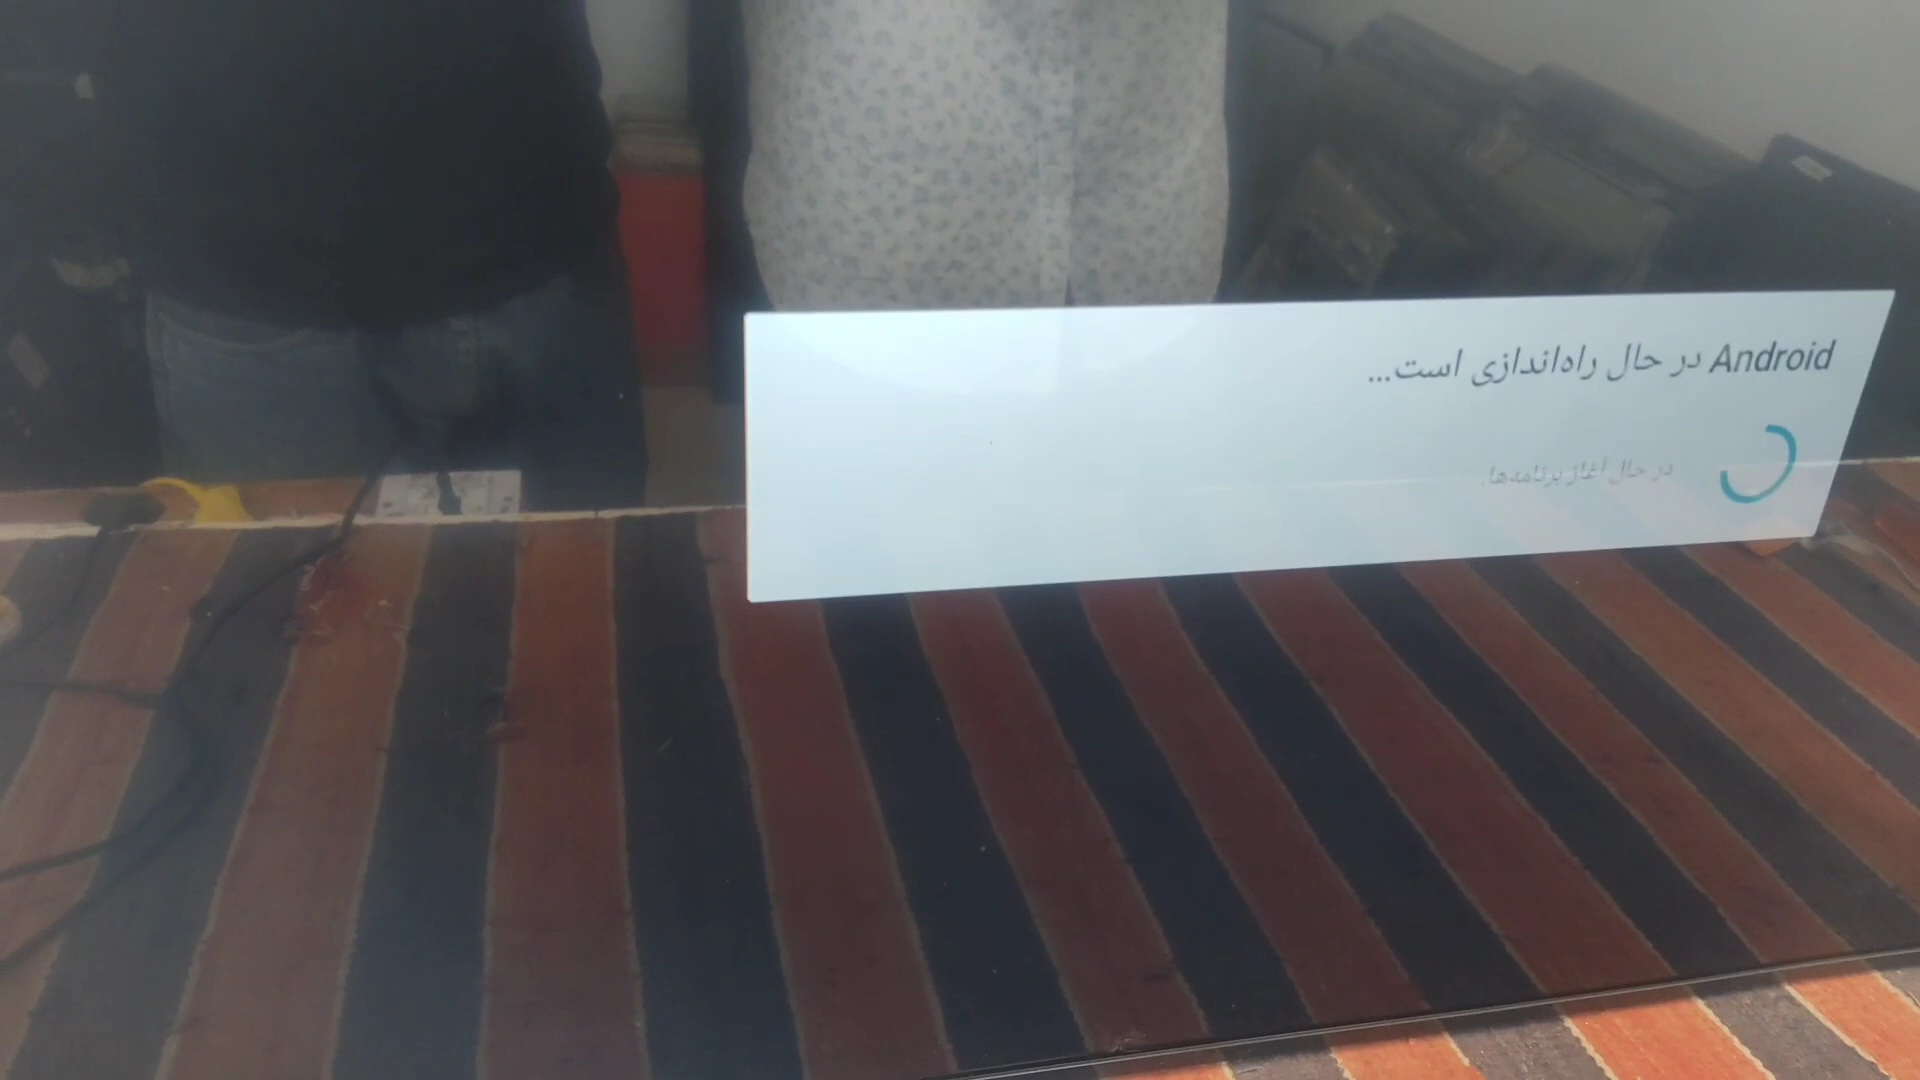 Android در حال راه‌اندازی است...
در حال آغاز برنامه‌ها.